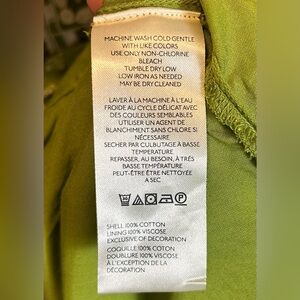 MACHINE WASH COLD GENTLE
WITH LIKE COLORS
USE ONLY NON-CHLORINE
BLEACH
TUMBLE DRY LOW
LOW IRON AS NEEDED
MAY BE DRY CLEANED
LAVER À LA MACHINE À L'EAU
FROIDE AU CYCLE DÉLICAT AVEC
DES COULEURS SEMBLABLES
UTILISER UN AGENT DE
BLANCHIMENT SANS CHLORE SI
NÉCESSAIRE
SECHER PAR CULBUTAGE À BASSE
TEMPERATURE
REPASSER, AU BESOIN, À TRÈS
BASSE TEMPÉRATURE
PEUT-ÊTRE ÊTRE NETTOYÉE
A SEC
SHELL 100% COTTON
LINING 100% VISCOSE
EXCLUSIVE OF DECORATION
COQUILLE 100% COTON
DOUBLURE 100% VISCOSE
À L'EXCEPTION DE LA
DÉCORATION